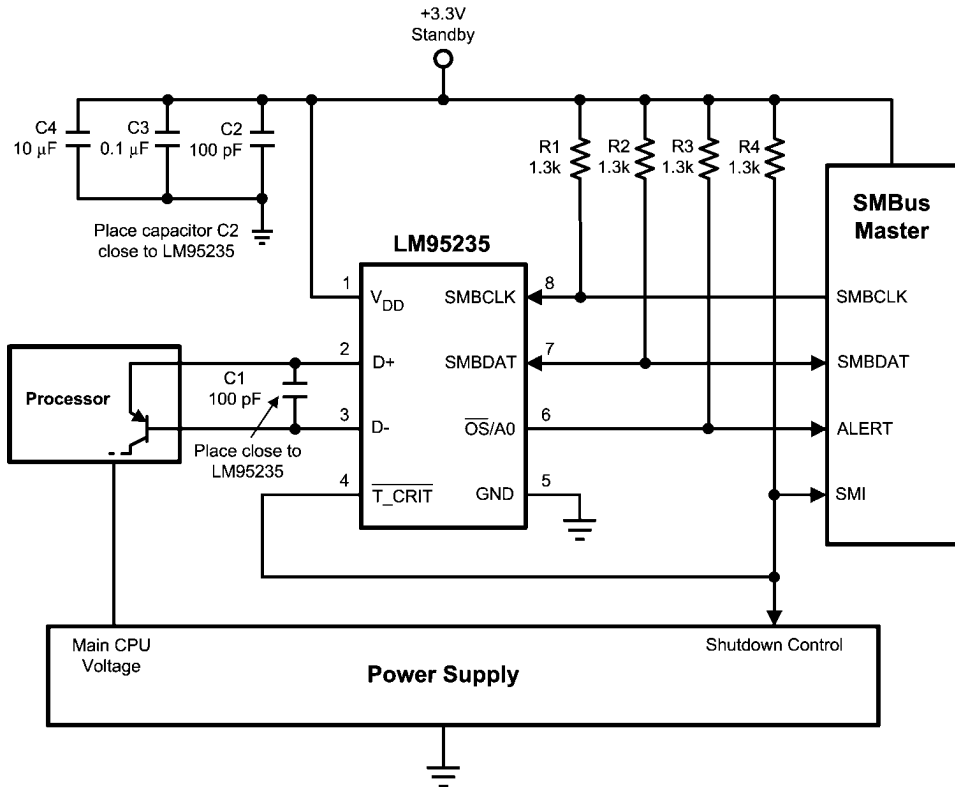 +3.3V
Standby
C4
10 µF
C3
0.1 µF
C2
100 pF
R1
1.3k
R2
1.3k
R3
1.3k
R4
1.3k
Place capacitor C2
close to LM95235
SMBus
Master
LM95235
1
V_DD
SMBCLK
8
SMBCLK
2
D+
SMBDAT
7
SMBDAT
Processor
C1
100 pF
3
D-
O̅S̅/A0
6
ALERT
Place close to
LM95235
4
T̅_̅C̅R̅I̅T̅
GND
5
SMI
Main CPU
Voltage
Shutdown Control
Power Supply